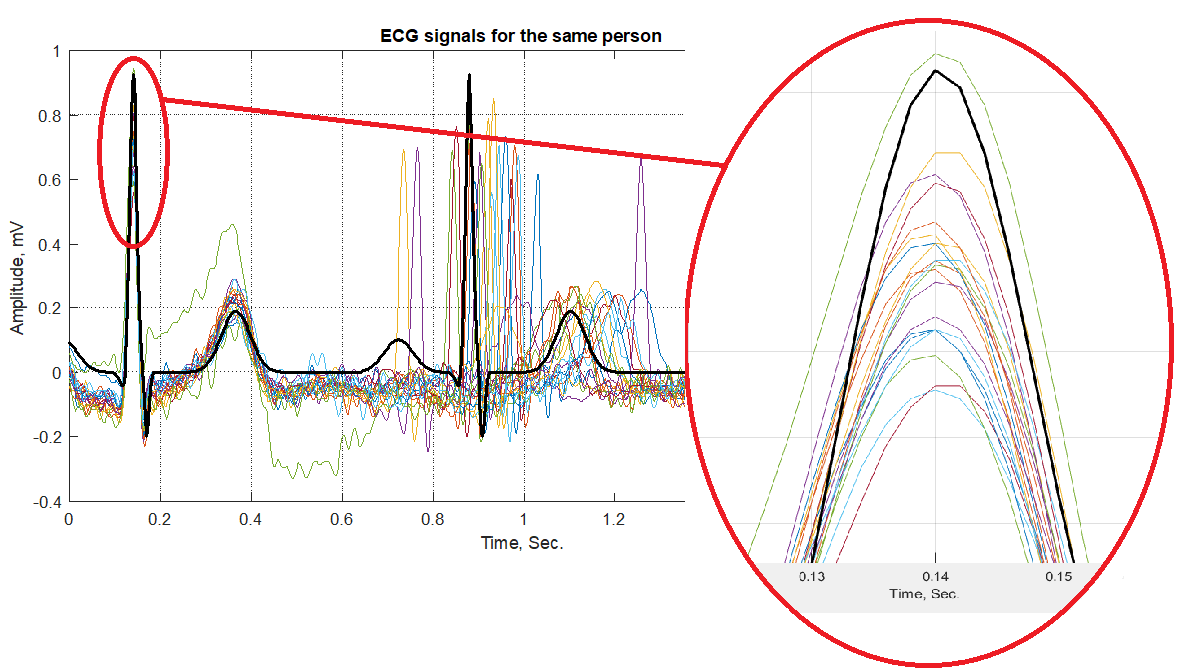 ECG signals for the same person
Amplitude, mV
1
0.8
0.6
0.4
0.2
0
-0.2
-0.4
0 0.2 0.4 0.6 0.8 1 1.2
Time, Sec.
0.13 0.14 0.15
Time, Sec.